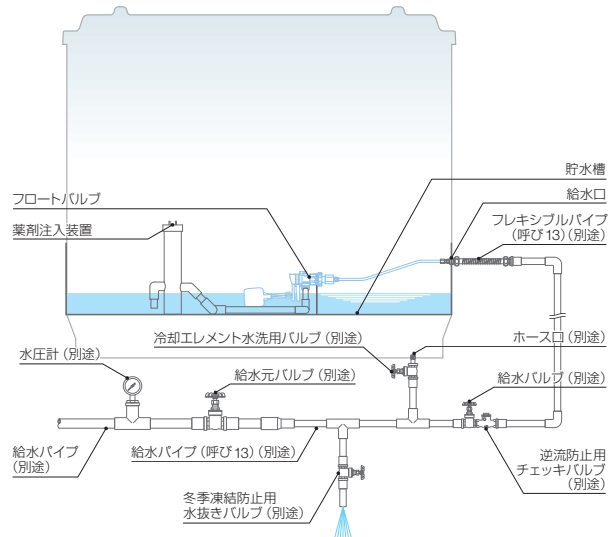 貯水槽
給水口
フロートバルブ
フレキシブルパイプ
(呼び13)(別途)
薬剤注入装置
冷却エレメント水洗用バルブ(別途)
ホース口(別途)
水圧計(別途)
給水元バルブ(別途)
給水バルブ(別途)
給水パイプ
(別途)
給水パイプ(呼び13)(別途)
逆流防止用
チェッキバルブ
(別途)
冬季凍結防止用
水抜きバルブ(別途)